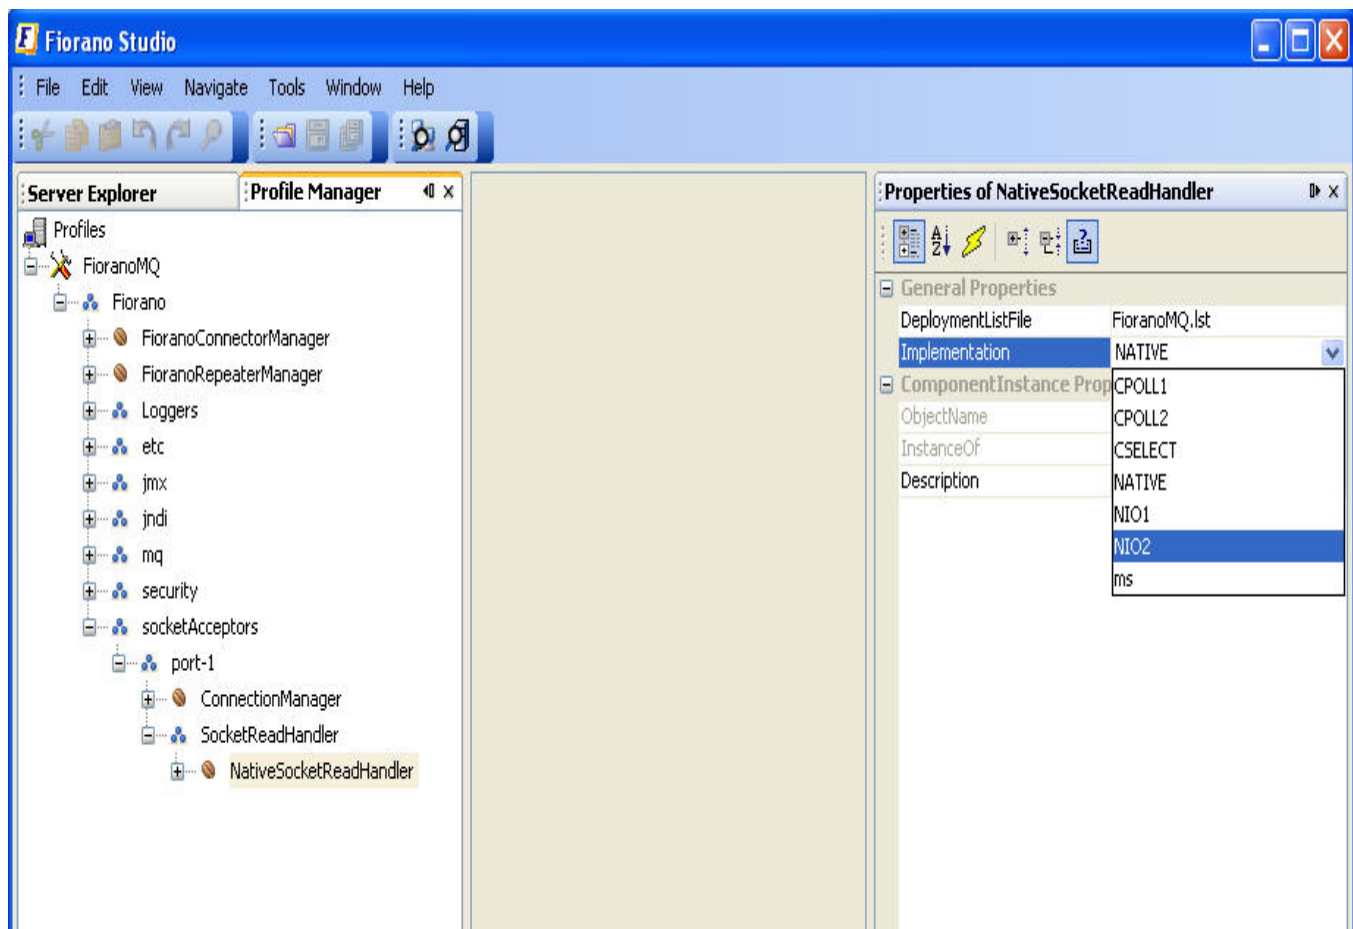 Fiorano Studio
File Edit View Navigate Tools Window Help
Server Explorer
Profile Manager
Profiles
FioranoMQ
Fiorano
FioranoConnectorManager
FioranoRepeaterManager
Loggers
etc
jmx
jndi
mq
security
socketAcceptors
port-1
ConnectionManager
SocketReadHandler
NativeSocketReadHandler
Properties of NativeSocketReadHandler
General Properties
DeploymentListFile FioranoMQ.lst
Implementation NATIVE
ComponentInstance Prop
ObjectName
InstanceOf
Description
CPOLL1
CPOLL2
CSELECT
NATIVE
NIO1
NIO2
ms